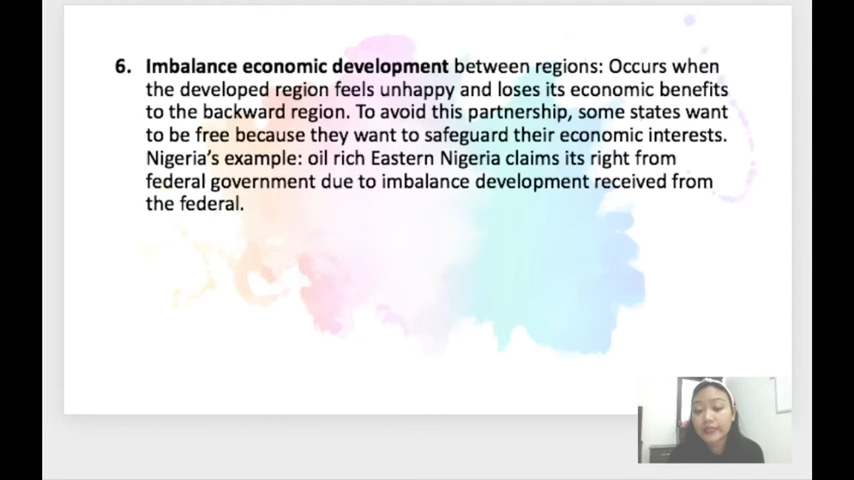 6. Imbalance economic development between regions: Occurs when
the developed region feels unhappy and loses its economic benefits
to the backward region. To avoid this partnership, some states want
to be free because they want to safeguard their economic interests.
Nigeria's example: oil rich Eastern Nigeria claims its right from
federal government due to imbalance development received from
the federal.